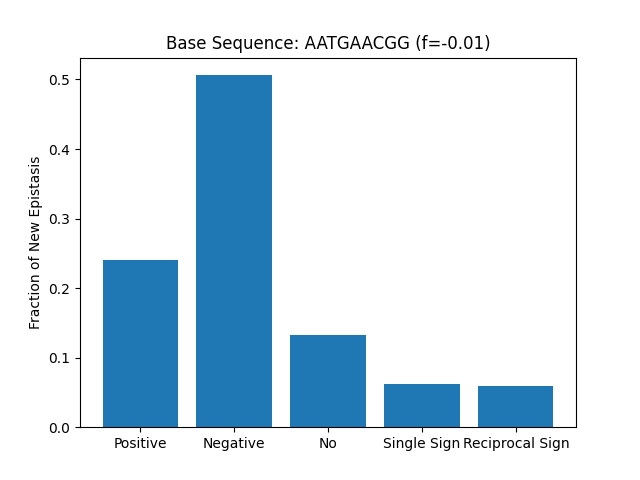 Base Sequence: AATGAACGG (f=-0.01)
Fraction of New Epistasis
0.5
0.4
0.3
0.2
0.1
0.0
Positive Negative No Single Sign Reciprocal Sign